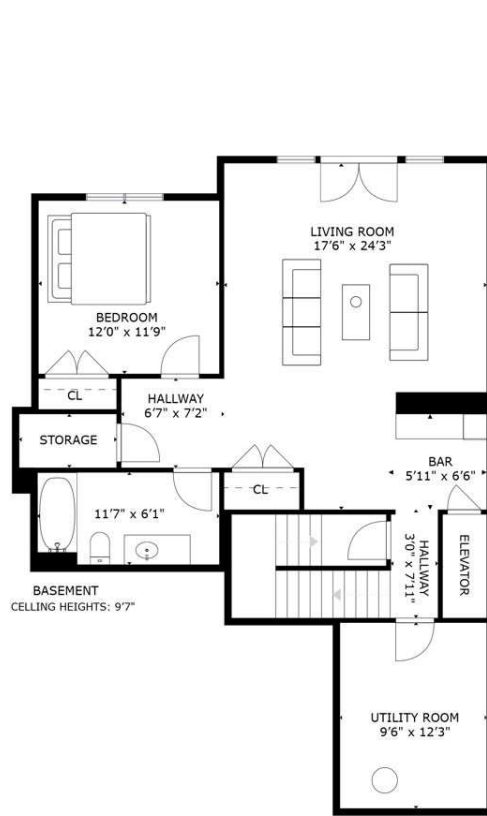 LIVING ROOM
17'6" x 24'3"
BEDROOM
12'0" x 11'9"
CL
HALLWAY
6'7" x 7'2"
STORAGE
BAR
5'11" x 6'6"
CL
11'7" x 6'1"
HALLWAY
3'0" x 7'11"
ELEVATOR
BASEMENT
CELLING HEIGHTS: 9'7"
UTILITY ROOM
9'6" x 12'3"